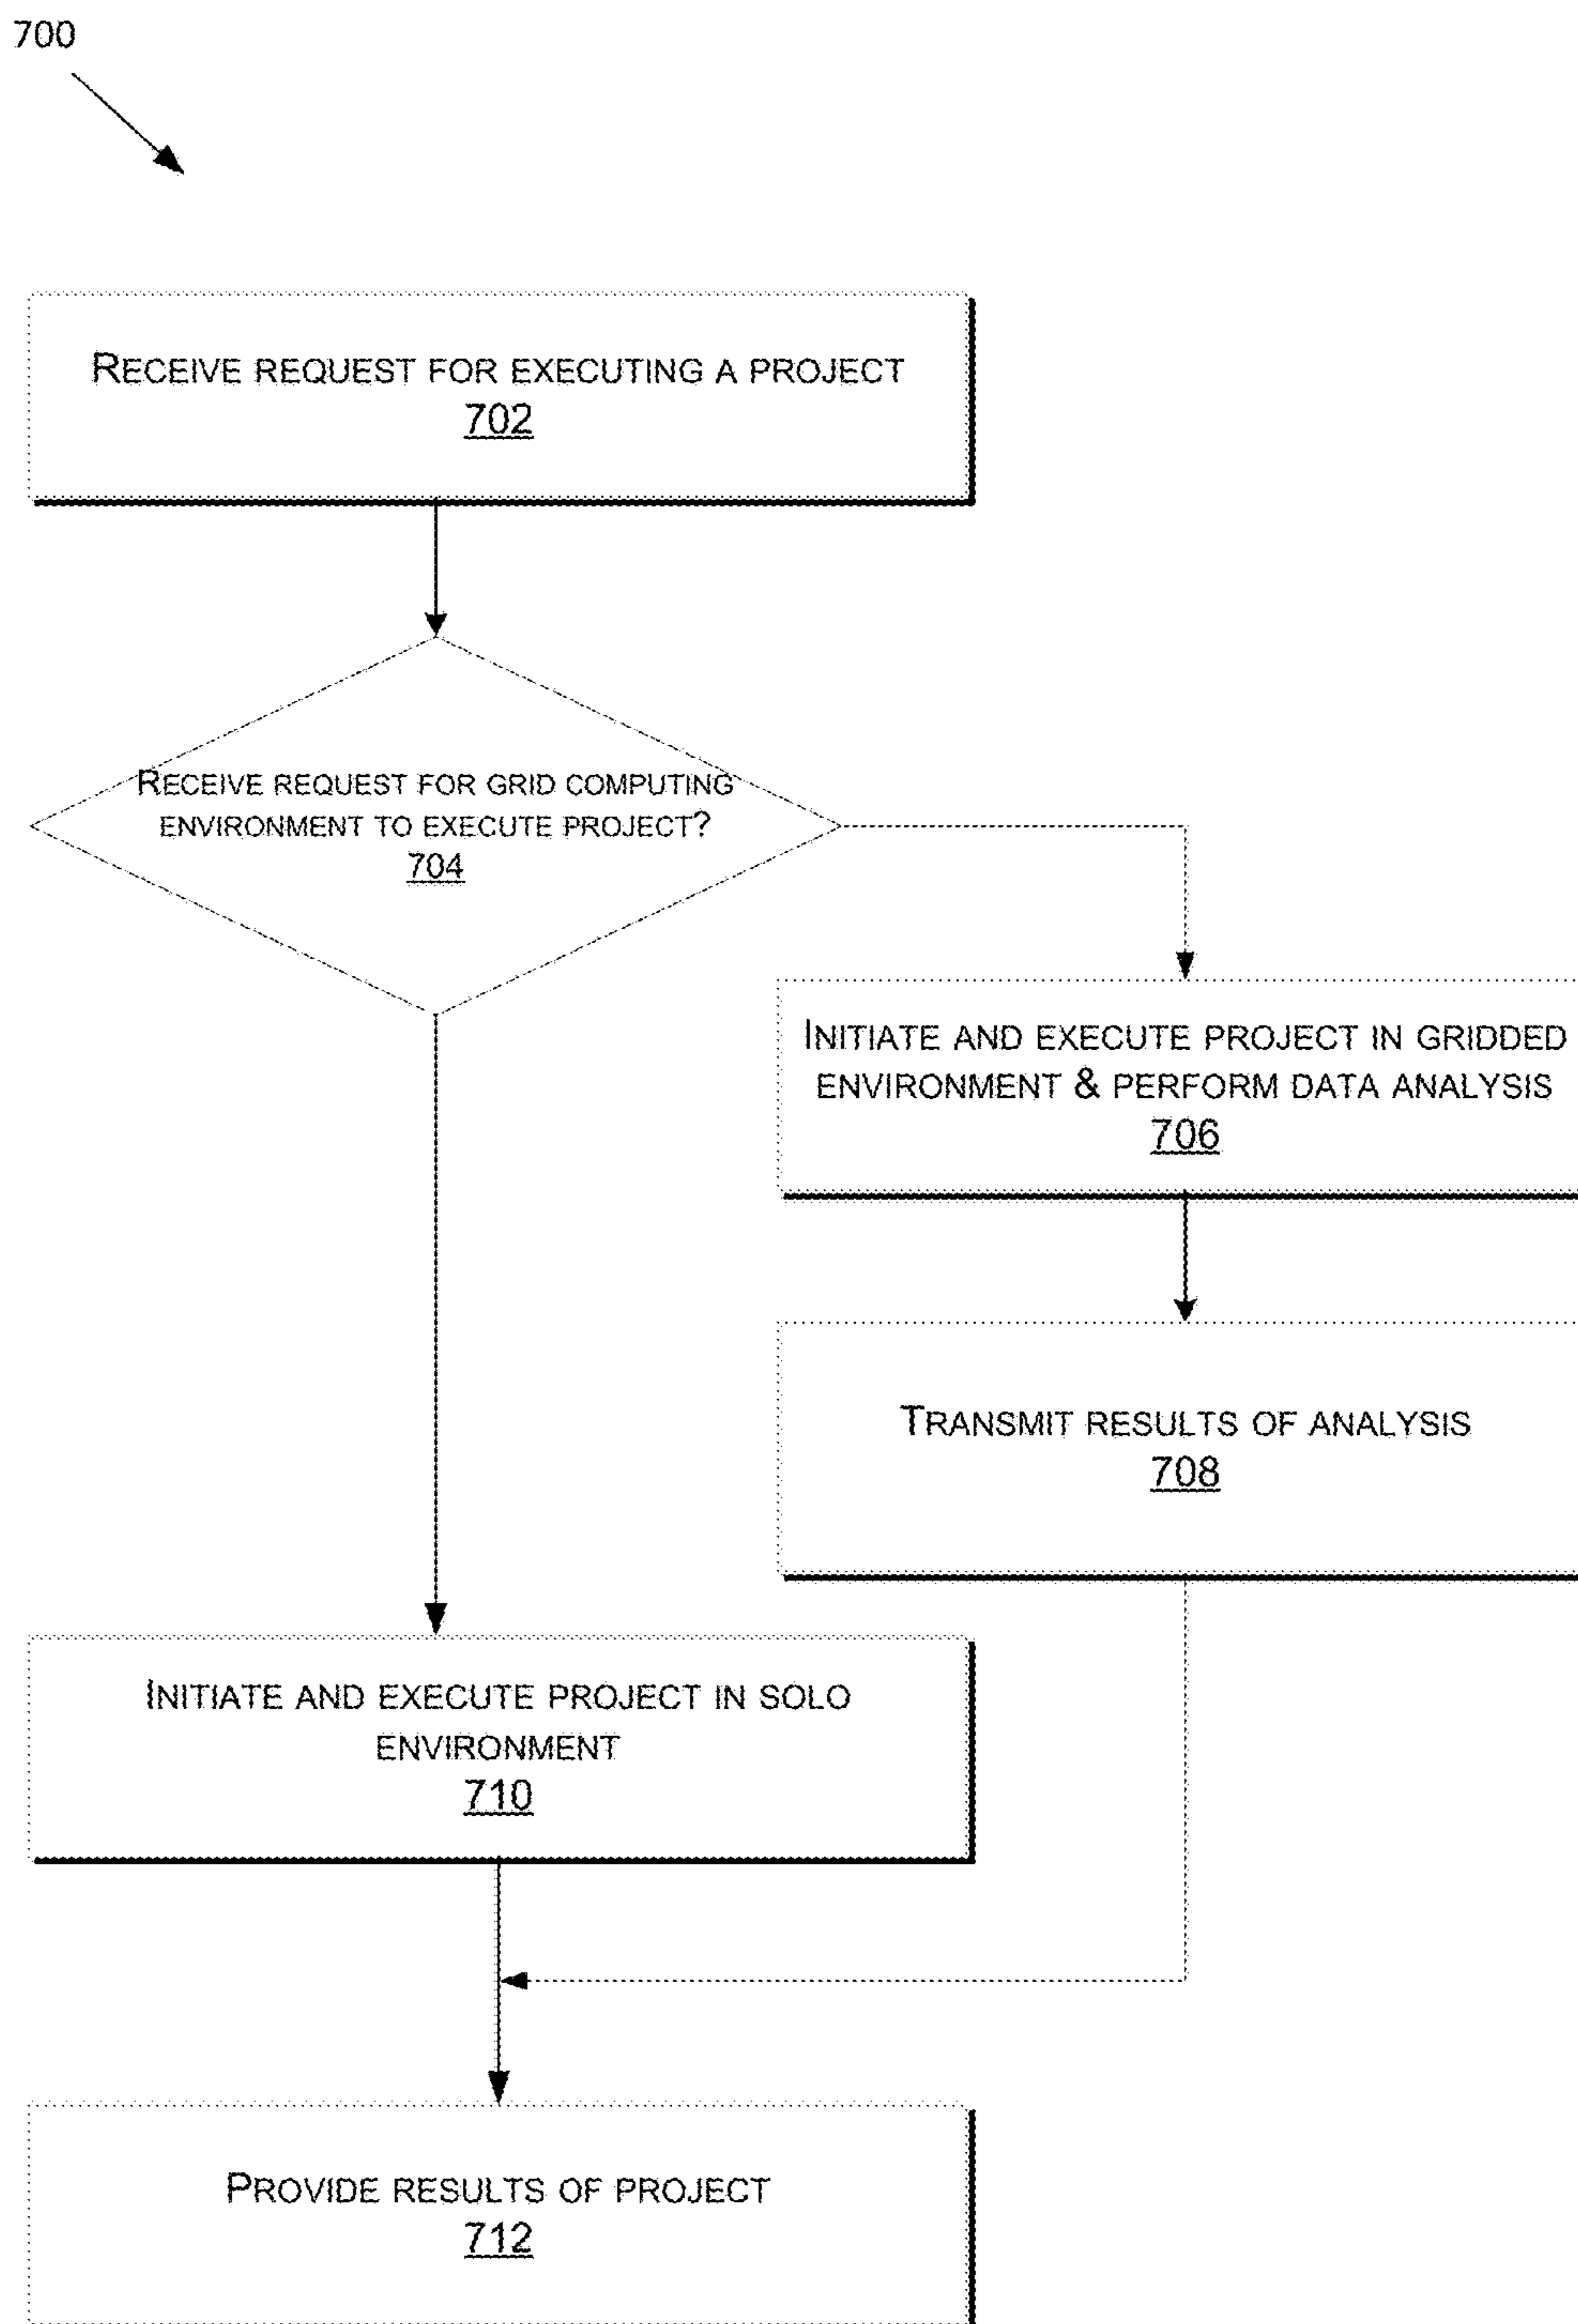 700
RECEIVE REQUEST FOR EXECUTING A PROJECT
702
RECEIVE REQUEST FOR GRID COMPUTING
ENVIRONMENT TO EXECUTE PROJECT?
704
INITIATE AND EXECUTE PROJECT IN GRIDDED
ENVIRONMENT & PERFORM DATA ANALYSIS
706
TRANSMIT RESULTS OF ANALYSIS
708
INITIATE AND EXECUTE PROJECT IN SOLO
ENVIRONMENT
710
PROVIDE RESULTS OF PROJECT
712